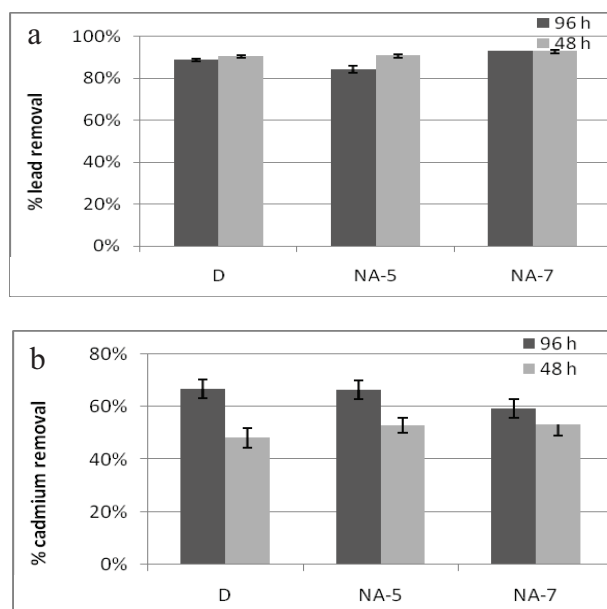 a
100%
80%
60%
40%
20%
0%
% lead removal
96 h
48 h
D NA-5 NA-7
b
80%
60%
40%
20%
0%
% cadmium removal
96 h
48 h
D NA-5 NA-7